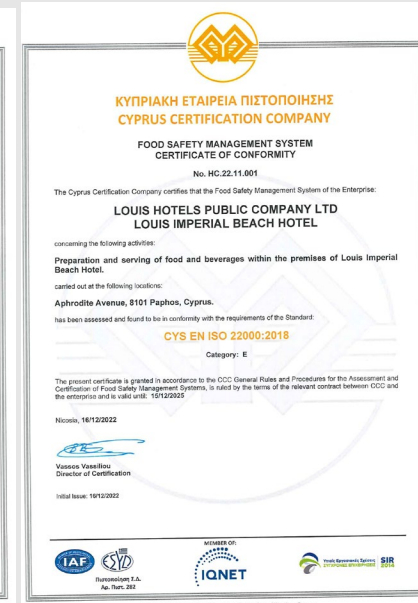 ΚΥΠΡΙΑΚΗ ΕΤΑΙΡΕΙΑ ΠΙΣΤΟΠΟΙΗΣΗΣ
CYPRUS CERTIFICATION COMPANY
FOOD SAFETY MANAGEMENT SYSTEM
CERTIFICATE OF CONFORMITY
No. HC.22.11.001
The Cyprus Certification Company certifies that the Food Safety Management System of the Enterprise:
LOUIS HOTELS PUBLIC COMPANY LTD
LOUIS IMPERIAL BEACH HOTEL
concerning the following activities:
Preparation and serving of food and beverages within the premises of Louis Imperial
Beach Hotel.
carried out at the following locations:
Aphrodite Avenue, 8101 Paphos, Cyprus.
has been assessed and found to be in conformity with the requirements of the Standard:
CYS EN ISO 22000:2018
Category: E
The present certificate is granted in accordance to the CCC General Rules and Procedures for the Assessment and
Certification of Food Safety Management Systems, is ruled by the terms of the relevant contract between CCC and
the enterprise and is valid until: 15/12/2025
Nicosia, 16/12/2022
Vassos Vassiliou
Director of Certification
Initial Issue: 16/12/2022
MEMBER OF:
IAF
ΕΣΥΔ
IQNET
SIR
2014
Πιστοποίηση Σ.Δ.
Αρ. Πιστ. 282